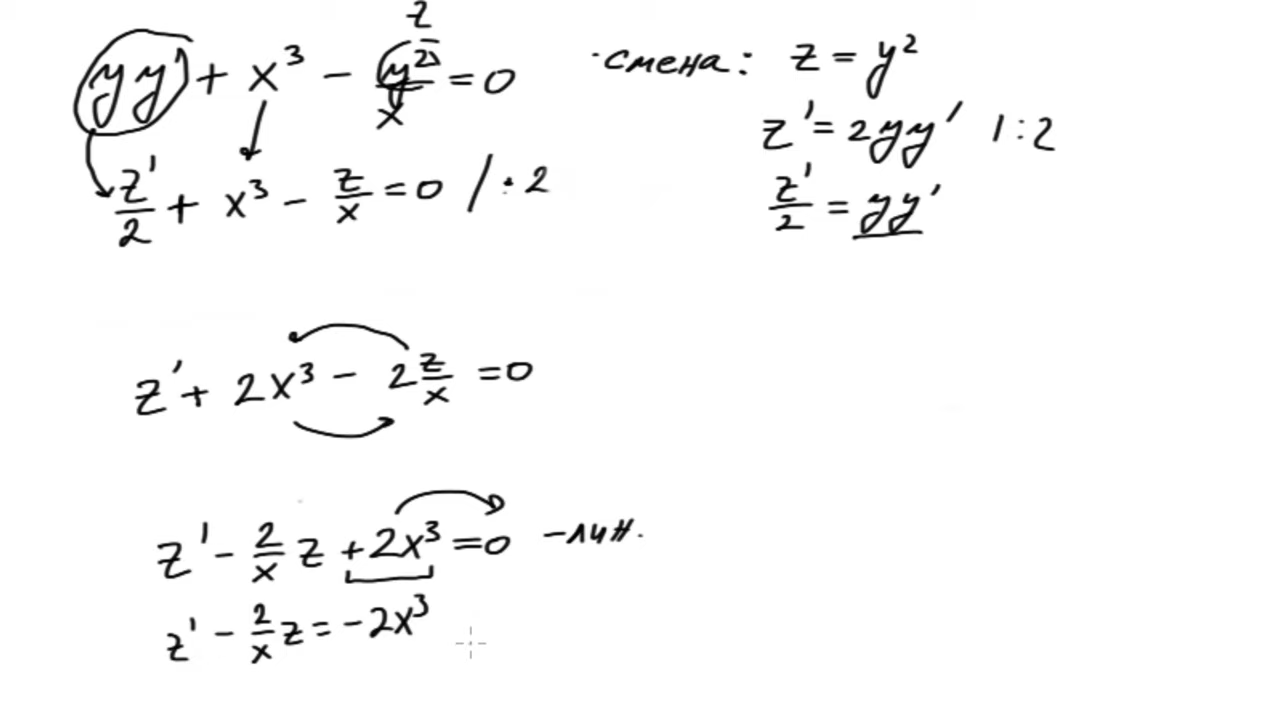 z
yy' + x³ - y²/x = 0
смена: z = y²
z' = 2yy' | : 2
z'/2 = yy'
z'/2 + x³ - z/x = 0 / · 2
z' + 2x³ - 2 z/x = 0
z' - 2/x z + 2x³ = 0 - лин.
z' - 2/x z = -2x³